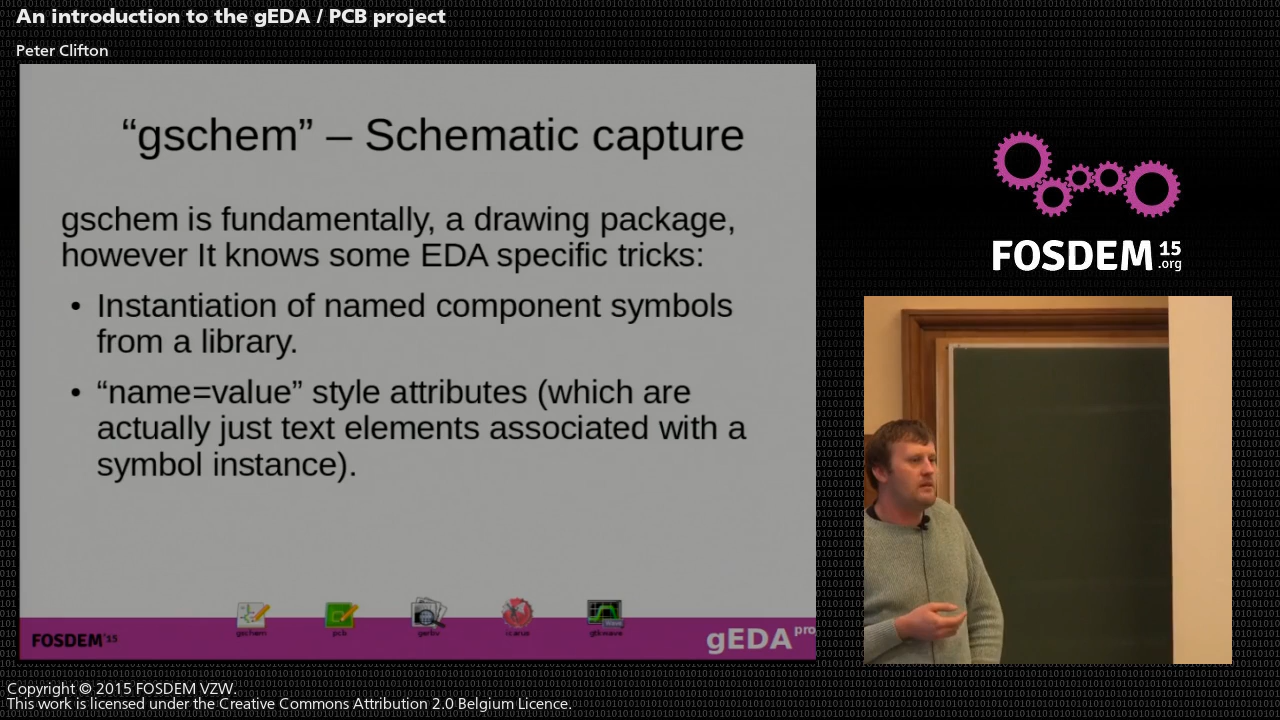 An introduction to the gEDA / PCB project
Peter Clifton
“gschem” – Schematic capture
gschem is fundamentally, a drawing package,
however It knows some EDA specific tricks:
• Instantiation of named component symbols
from a library.
• “name=value” style attributes (which are
actually just text elements associated with a
symbol instance).
gschem pcb gerbv icarus gtkwave
FOSDEM'15
gEDA pro
FOSDEM 15 .org
Copyright © 2015 FOSDEM VZW.
This work is licensed under the Creative Commons Attribution 2.0 Belgium Licence.